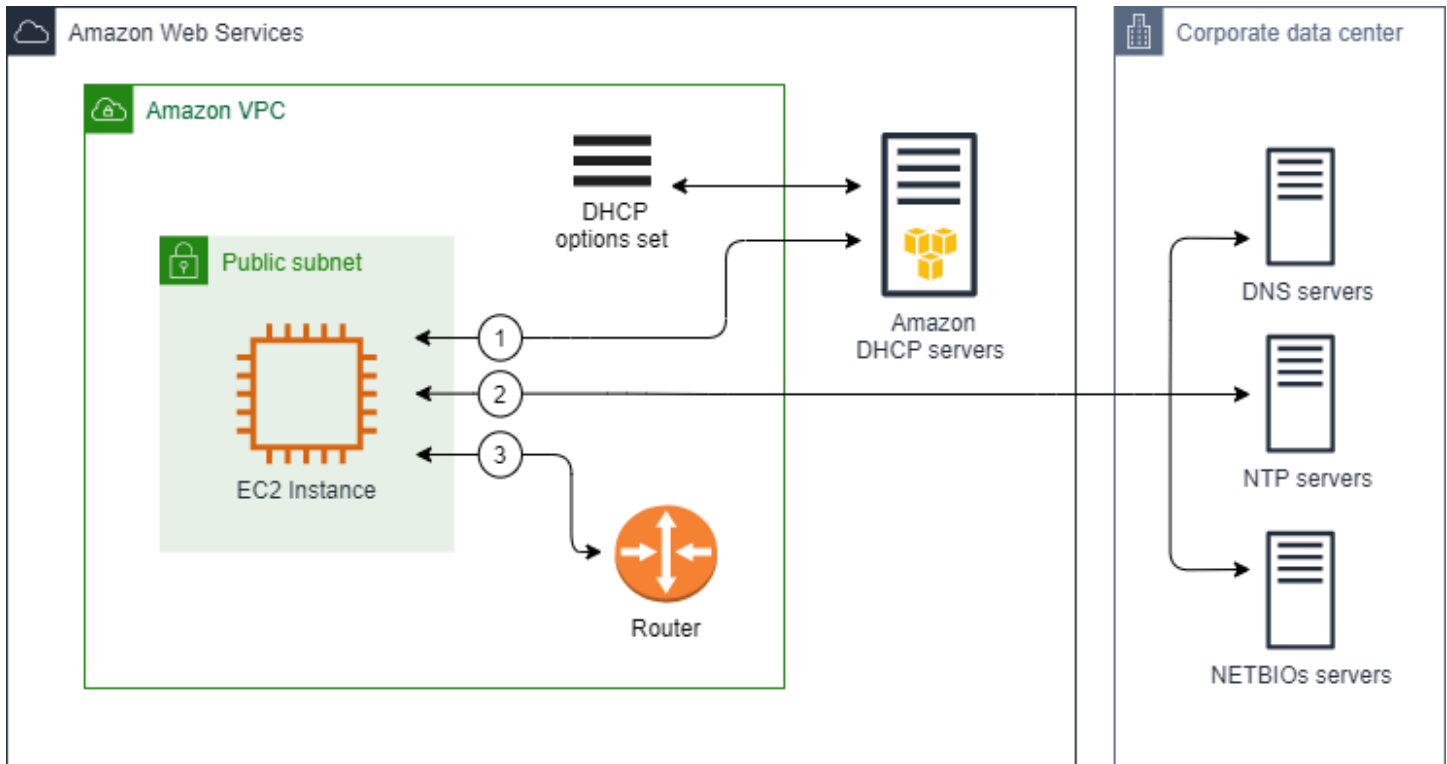 Amazon Web Services
Corporate data center
Amazon VPC
DHCP
options set
Public subnet
Amazon
DHCP servers
DNS servers
1
2
3
EC2 Instance
NTP servers
Router
NETBIOs servers